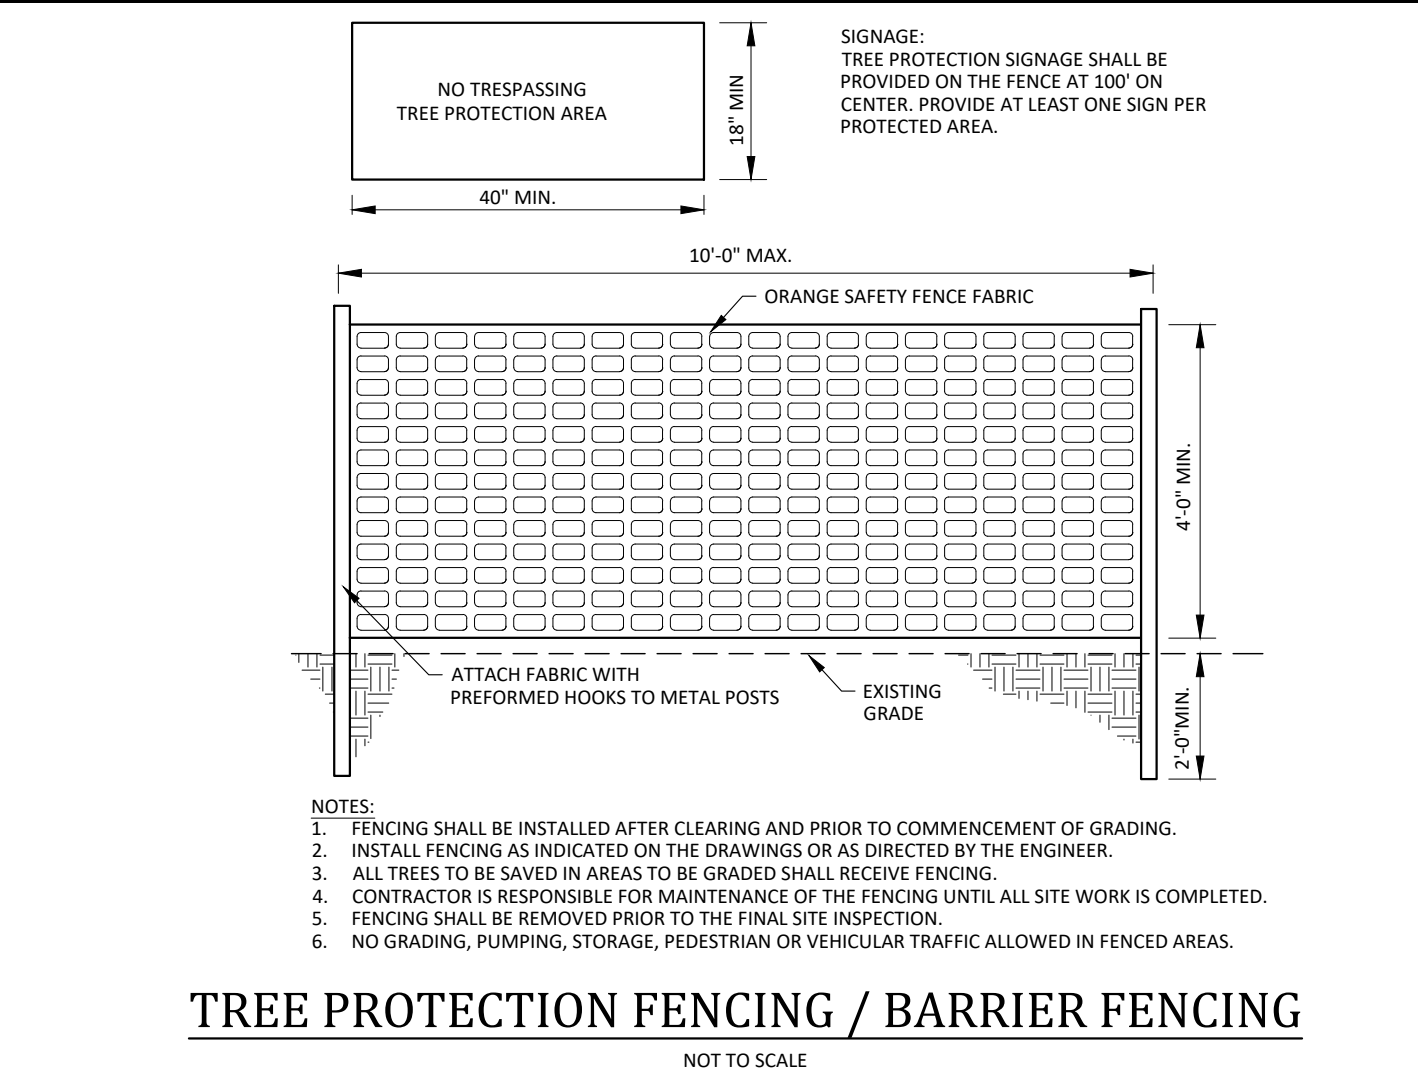 NO TRESPASSING
TREE PROTECTION AREA
18" MIN
40" MIN.
SIGNAGE:
TREE PROTECTION SIGNAGE SHALL BE
PROVIDED ON THE FENCE AT 100' ON
CENTER. PROVIDE AT LEAST ONE SIGN PER
PROTECTED AREA.
10'-0" MAX.
ORANGE SAFETY FENCE FABRIC
4'-0" MIN.
ATTACH FABRIC WITH
PREFORMED HOOKS TO METAL POSTS
EXISTING
GRADE
2'-0"MIN.
NOTES:
1. FENCING SHALL BE INSTALLED AFTER CLEARING AND PRIOR TO COMMENCEMENT OF GRADING.
2. INSTALL FENCING AS INDICATED ON THE DRAWINGS OR AS DIRECTED BY THE ENGINEER.
3. ALL TREES TO BE SAVED IN AREAS TO BE GRADED SHALL RECEIVE FENCING.
4. CONTRACTOR IS RESPONSIBLE FOR MAINTENANCE OF THE FENCING UNTIL ALL SITE WORK IS COMPLETED.
5. FENCING SHALL BE REMOVED PRIOR TO THE FINAL SITE INSPECTION.
6. NO GRADING, PUMPING, STORAGE, PEDESTRIAN OR VEHICULAR TRAFFIC ALLOWED IN FENCED AREAS.
TREE PROTECTION FENCING / BARRIER FENCING
NOT TO SCALE